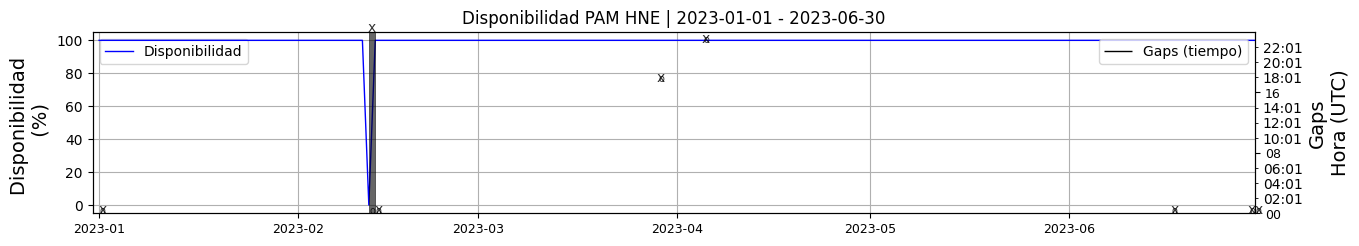 Disponibilidad PAM HNE | 2023-01-01 - 2023-06-30
Disponibilidad
(%)
100
80
60
40
20
0
Disponibilidad
Gaps (tiempo)
X
X
X
X
X
X
X
22:01
20:01
18:01
16
14:01
12:01
10:01
08
06:01
04:01
02:01
00
Gaps
Hora (UTC)
2023-01
2023-02
2023-03
2023-04
2023-05
2023-06